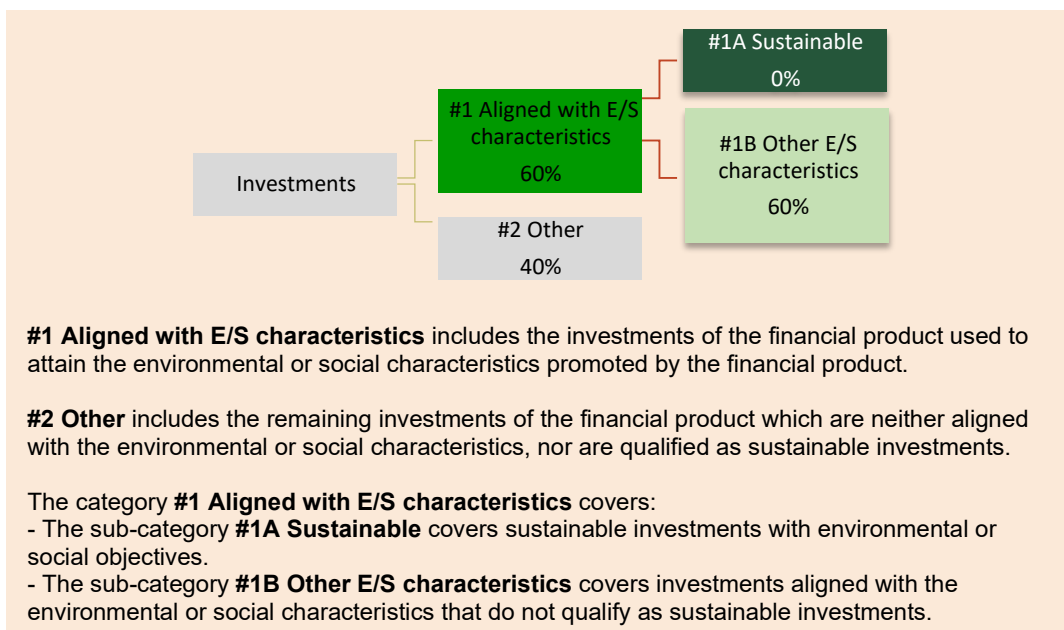 #1A Sustainable
0%
#1 Aligned with E/S
characteristics
60%
#1B Other E/S
characteristics
60%
Investments
#2 Other
40%
#1 Aligned with E/S characteristics includes the investments of the financial product used to
attain the environmental or social characteristics promoted by the financial product.
#2 Other includes the remaining investments of the financial product which are neither aligned
with the environmental or social characteristics, nor are qualified as sustainable investments.
The category #1 Aligned with E/S characteristics covers:
- The sub-category #1A Sustainable covers sustainable investments with environmental or
social objectives.
- The sub-category #1B Other E/S characteristics covers investments aligned with the
environmental or social characteristics that do not qualify as sustainable investments.